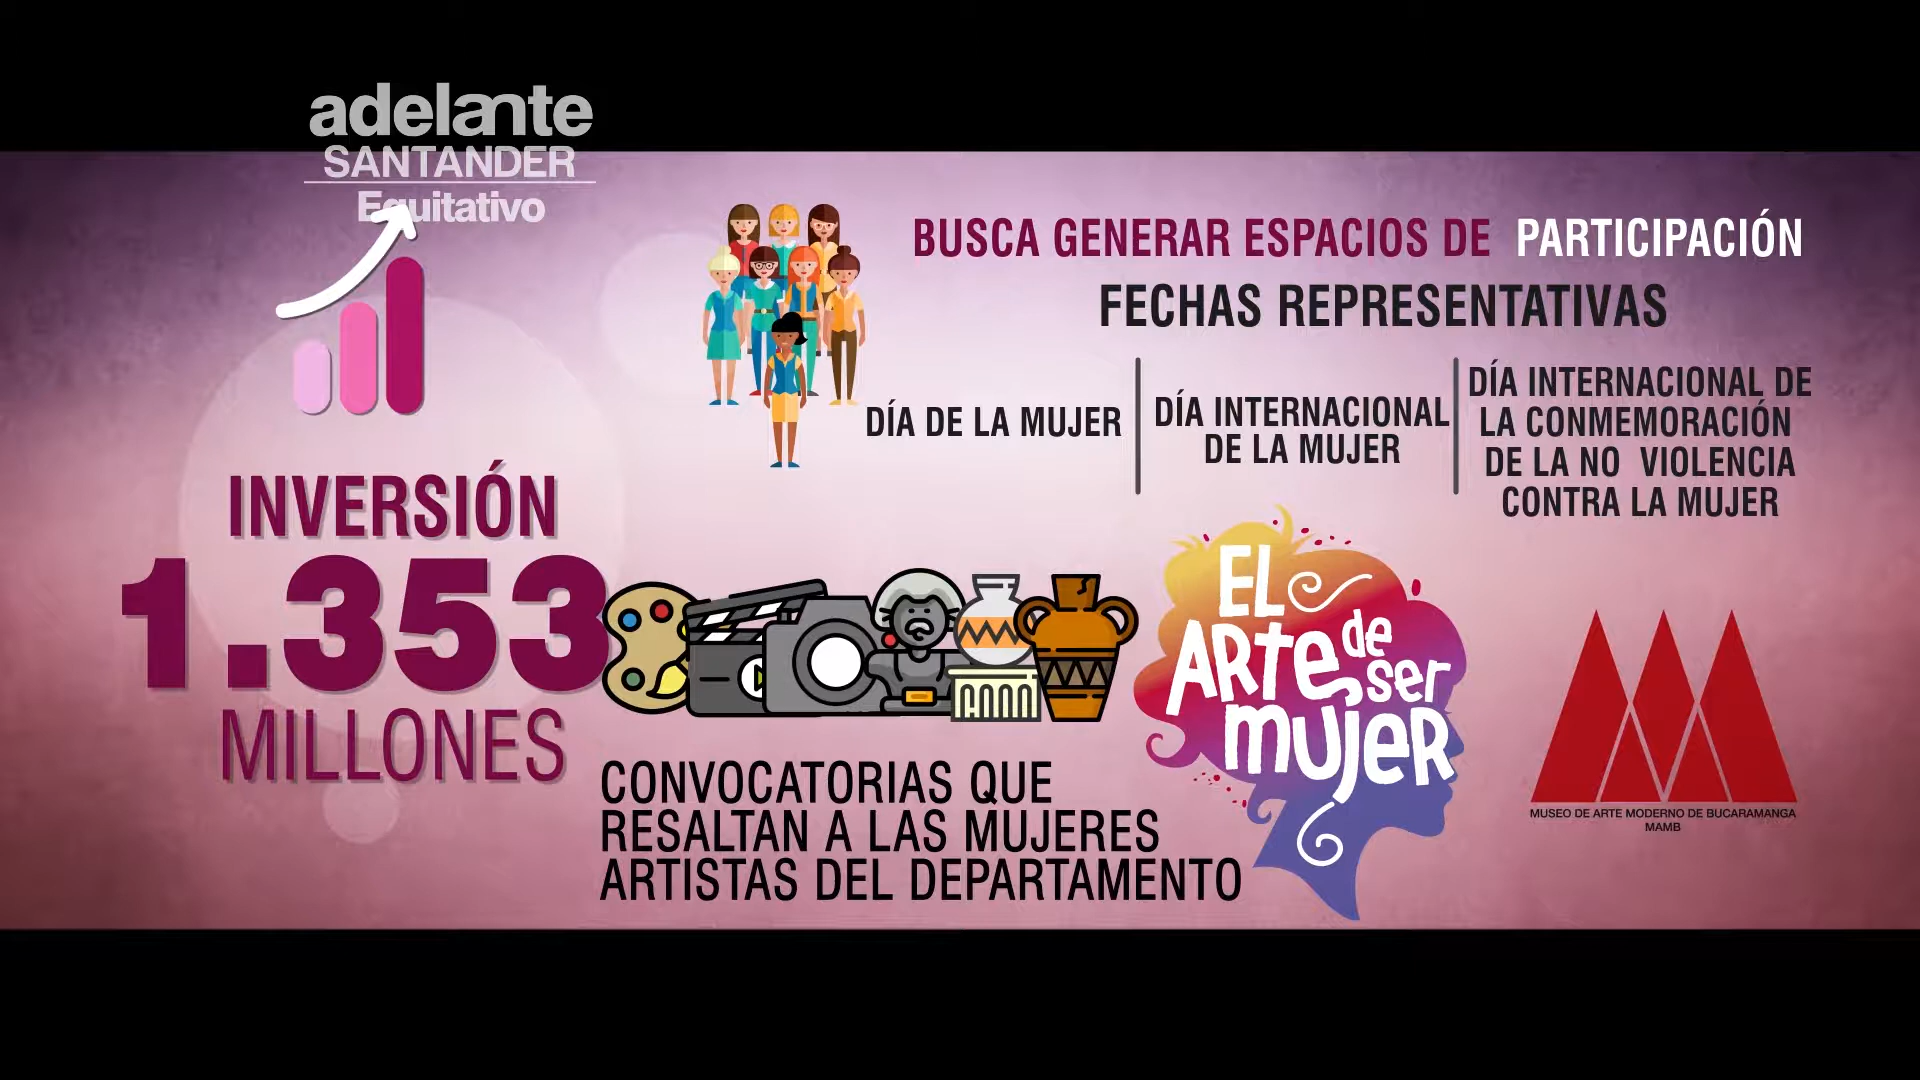 adelante
SANTANDER
Equitativo
INVERSIÓN
1.353
MILLONES
BUSCA GENERAR ESPACIOS DE PARTICIPACIÓN
FECHAS REPRESENTATIVAS
DÍA DE LA MUJER
DÍA INTERNACIONAL
DE LA MUJER
DÍA INTERNACIONAL DE
LA CONMEMORACIÓN
DE LA NO VIOLENCIA
CONTRA LA MUJER
CONVOCATORIAS QUE
RESALTAN A LAS MUJERES
ARTISTAS DEL DEPARTAMENTO
EL
ARTE de
ser
mujeR
MUSEO DE ARTE MODERNO DE BUCARAMANGA
MAMB